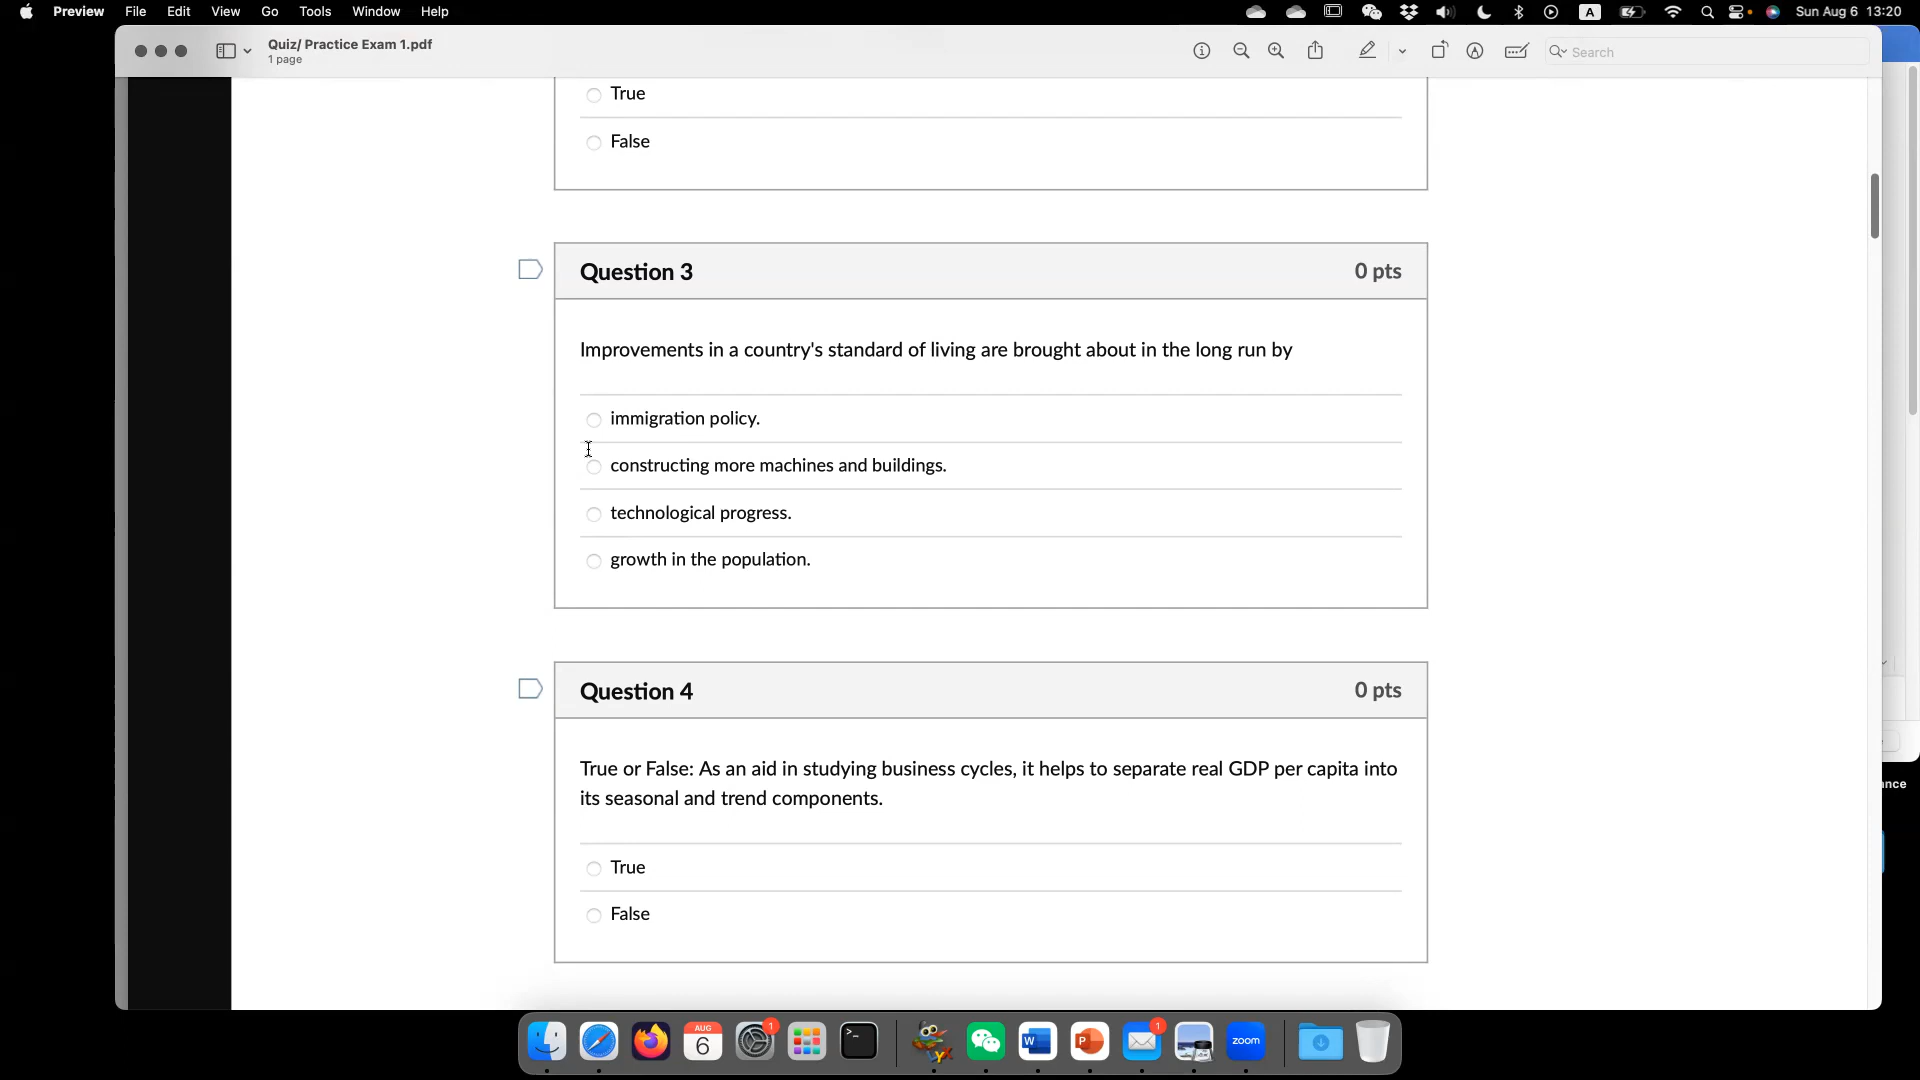 Preview File Edit View Go Tools Window Help
A
Sun Aug 6 13:20
Quiz/ Practice Exam 1.pdf
1 page
Search
True
False
Question 3 0 pts
Improvements in a country's standard of living are brought about in the long run by
immigration policy.
constructing more machines and buildings.
technological progress.
growth in the population.
Question 4 0 pts
True or False: As an aid in studying business cycles, it helps to separate real GDP per capita into
its seasonal and trend components.
True
False
ance
AUG
6
1
>_
W
P
1
zoom